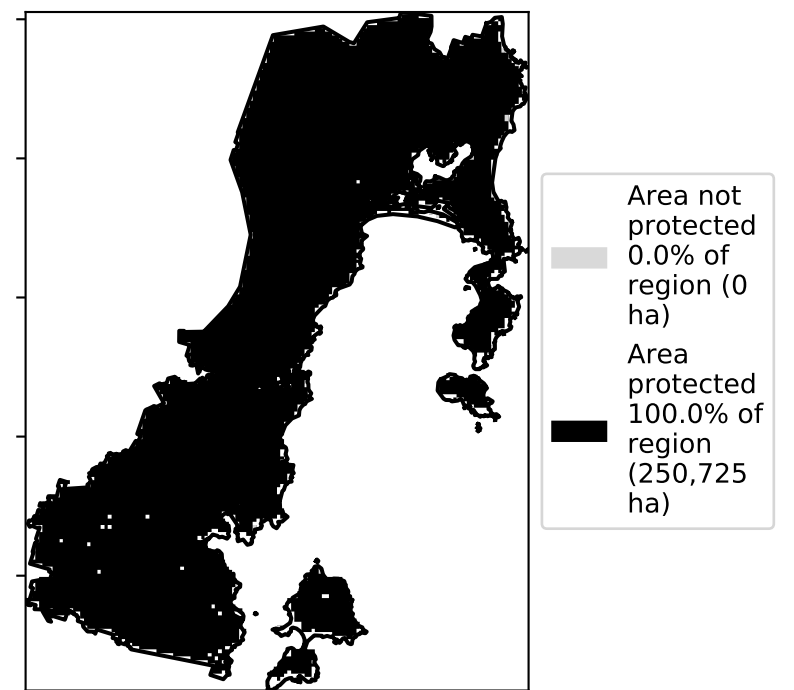 Area not
protected
0.0% of
region (0
ha)
Area
protected
100.0% of
region
(250,725
ha)